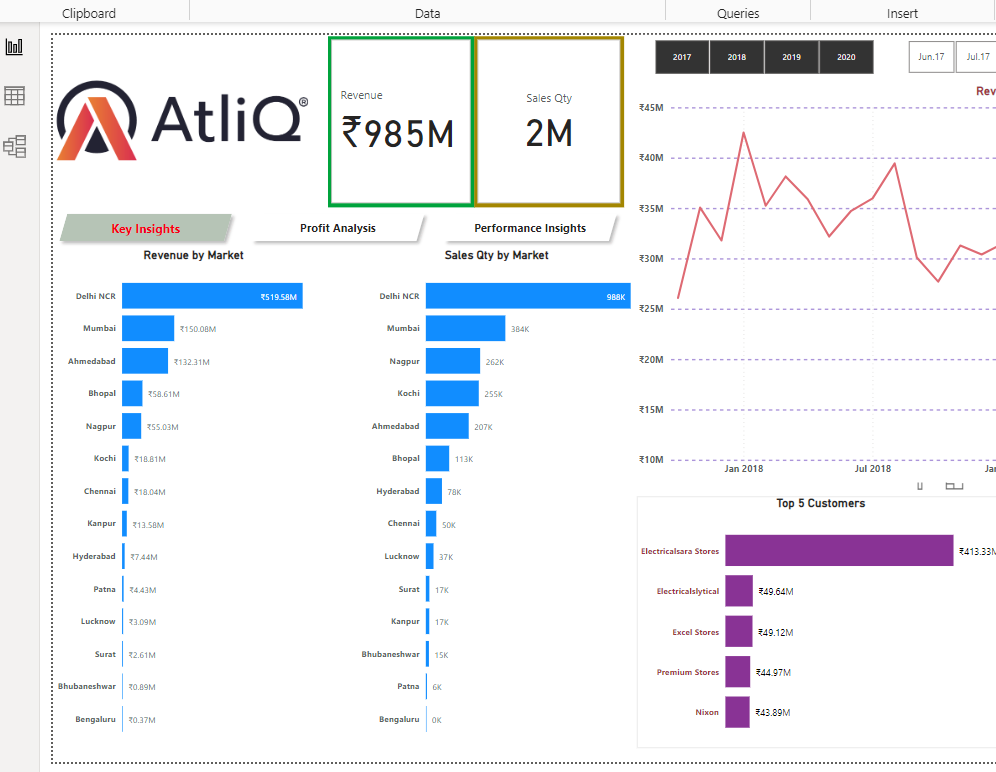 Clipboard
Data
Queries
Insert
AtliQ®
Revenue
₹985M
Sales Qty
2M
2017
2018
2019
2020
Jun.17
Jul.17
Key Insights
Profit Analysis
Performance Insights
Revenue by Market
Delhi NCR ₹519.58M
Mumbai ₹150.08M
Ahmedabad ₹132.31M
Bhopal ₹58.61M
Nagpur ₹55.03M
Kochi ₹18.81M
Chennai ₹18.04M
Kanpur ₹13.58M
Hyderabad ₹7.44M
Patna ₹4.43M
Lucknow ₹3.09M
Surat ₹2.61M
Bhubaneshwar ₹0.89M
Bengaluru ₹0.37M
Sales Qty by Market
Delhi NCR 988K
Mumbai 384K
Nagpur 262K
Kochi 255K
Ahmedabad 207K
Bhopal 113K
Hyderabad 78K
Chennai 50K
Lucknow 37K
Surat 17K
Kanpur 17K
Bhubaneshwar 15K
Patna 6K
Bengaluru 0K
Rev
₹45M
₹40M
₹35M
₹30M
₹25M
₹20M
₹15M
₹10M
Jan 2018
Jul 2018
Jan
Top 5 Customers
Electricalsara Stores ₹413.33M
Electricalslytical ₹49.64M
Excel Stores ₹49.12M
Premium Stores ₹44.97M
Nixon ₹43.89M